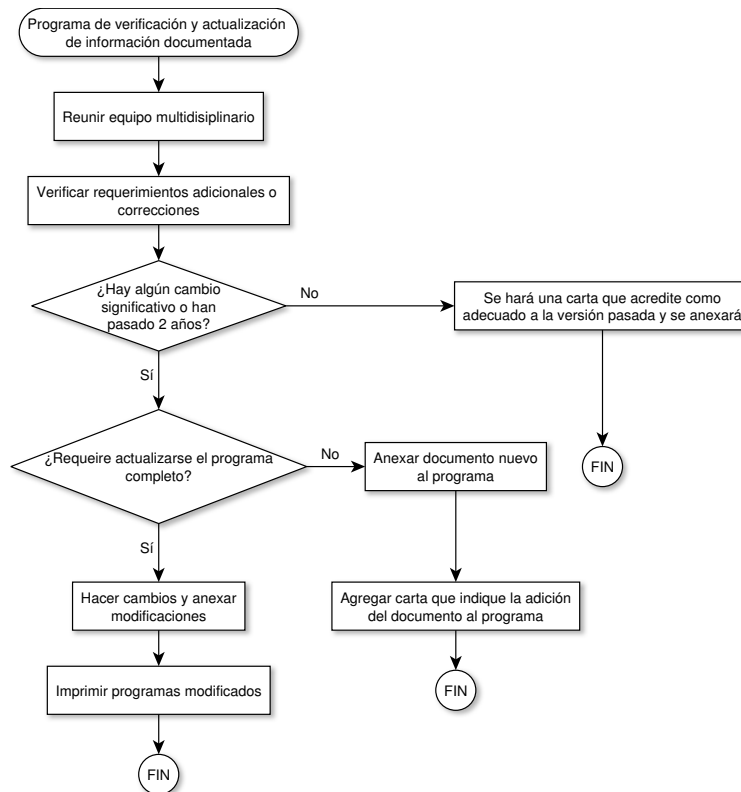 Programa de verificación y actualización
de información documentada
Reunir equipo multidisiplinario
Verificar requerimientos adicionales o
correcciones
¿Hay algún cambio
significativo o han
pasado 2 años?
No
Se hará una carta que acredite como
adecuado a la versión pasada y se anexará
Sí
FIN
¿Requeire actualizarse el programa
completo?
No
Anexar documento nuevo
al programa
Sí
Hacer cambios y anexar
modificaciones
Agregar carta que indique la adición
del documento al programa
Imprimir programas modificados
FIN
FIN